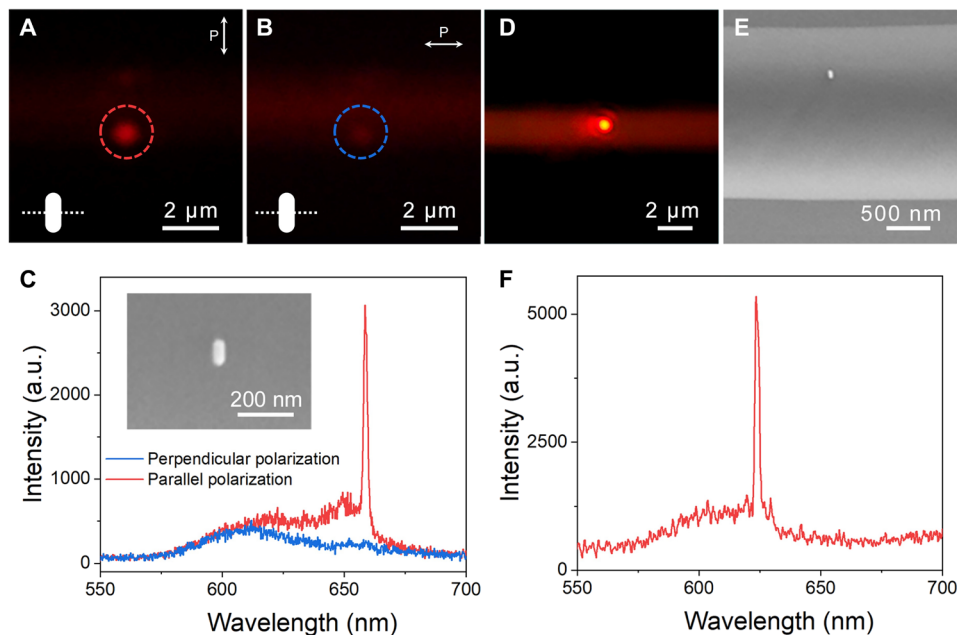 A
P
2 μm
B
P
2 μm
D
2 μm
E
500 nm
C
3000
2000
1000
0
Intensity (a.u.)
200 nm
Perpendicular polarization
Parallel polarization
550
600
650
700
Wavelength (nm)
F
5000
2500
0
Intensity (a.u.)
550
600
650
700
Wavelength (nm)